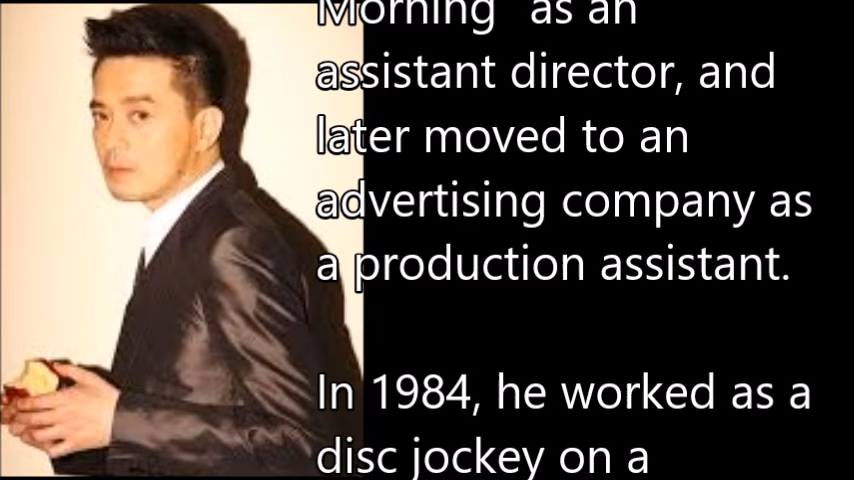 Morning" as an
assistant director, and
later moved to an
advertising company as
a production assistant.
In 1984, he worked as a
disc jockey on a